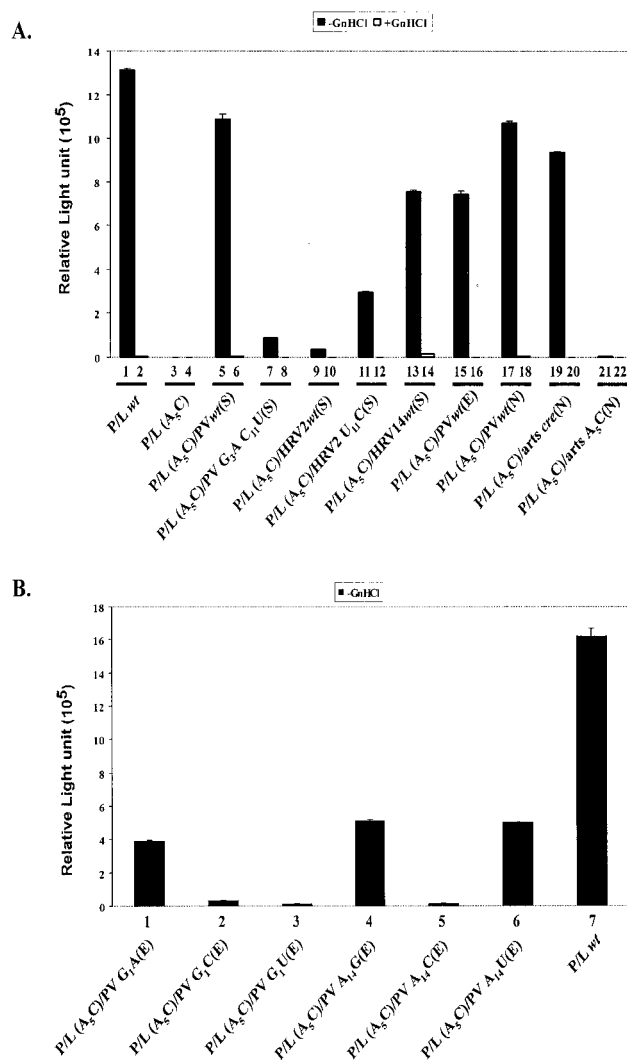 A.
-GnHCl +GnHCl
Relative Light unit (10⁵)
14
12
10
8
6
4
2
0
1 2 3 4 5 6 7 8 9 10 11 12 13 14 15 16 17 18 19 20 21 22
P/L wt
P/L (A₅C)
P/L (A₅C)/PVwt(S)
P/L (A₅C)/PV G₃A C₁₁U(S)
P/L (A₅C)/HRV2wt(S)
P/L (A₅C)/HRV2 U₁₁C(S)
P/L (A₅C)/HRV14wt(S)
P/L (A₅C)/PVwt(E)
P/L (A₅C)/PVwt(N)
P/L (A₅C)/arts cre(N)
P/L (A₅C)/arts A₅C(N)
B.
-GnHCl
Relative Light unit (10⁵)
18
16
14
12
10
8
6
4
2
0
1 2 3 4 5 6 7
P/L (A₅C)/PV G₁A(E)
P/L (A₅C)/PV G₁C(E)
P/L (A₅C)/PV G₁U(E)
P/L (A₅C)/PV A₁₄G(E)
P/L (A₅C)/PV A₁₄C(E)
P/L (A₅C)/PV A₁₄U(E)
P/L wt